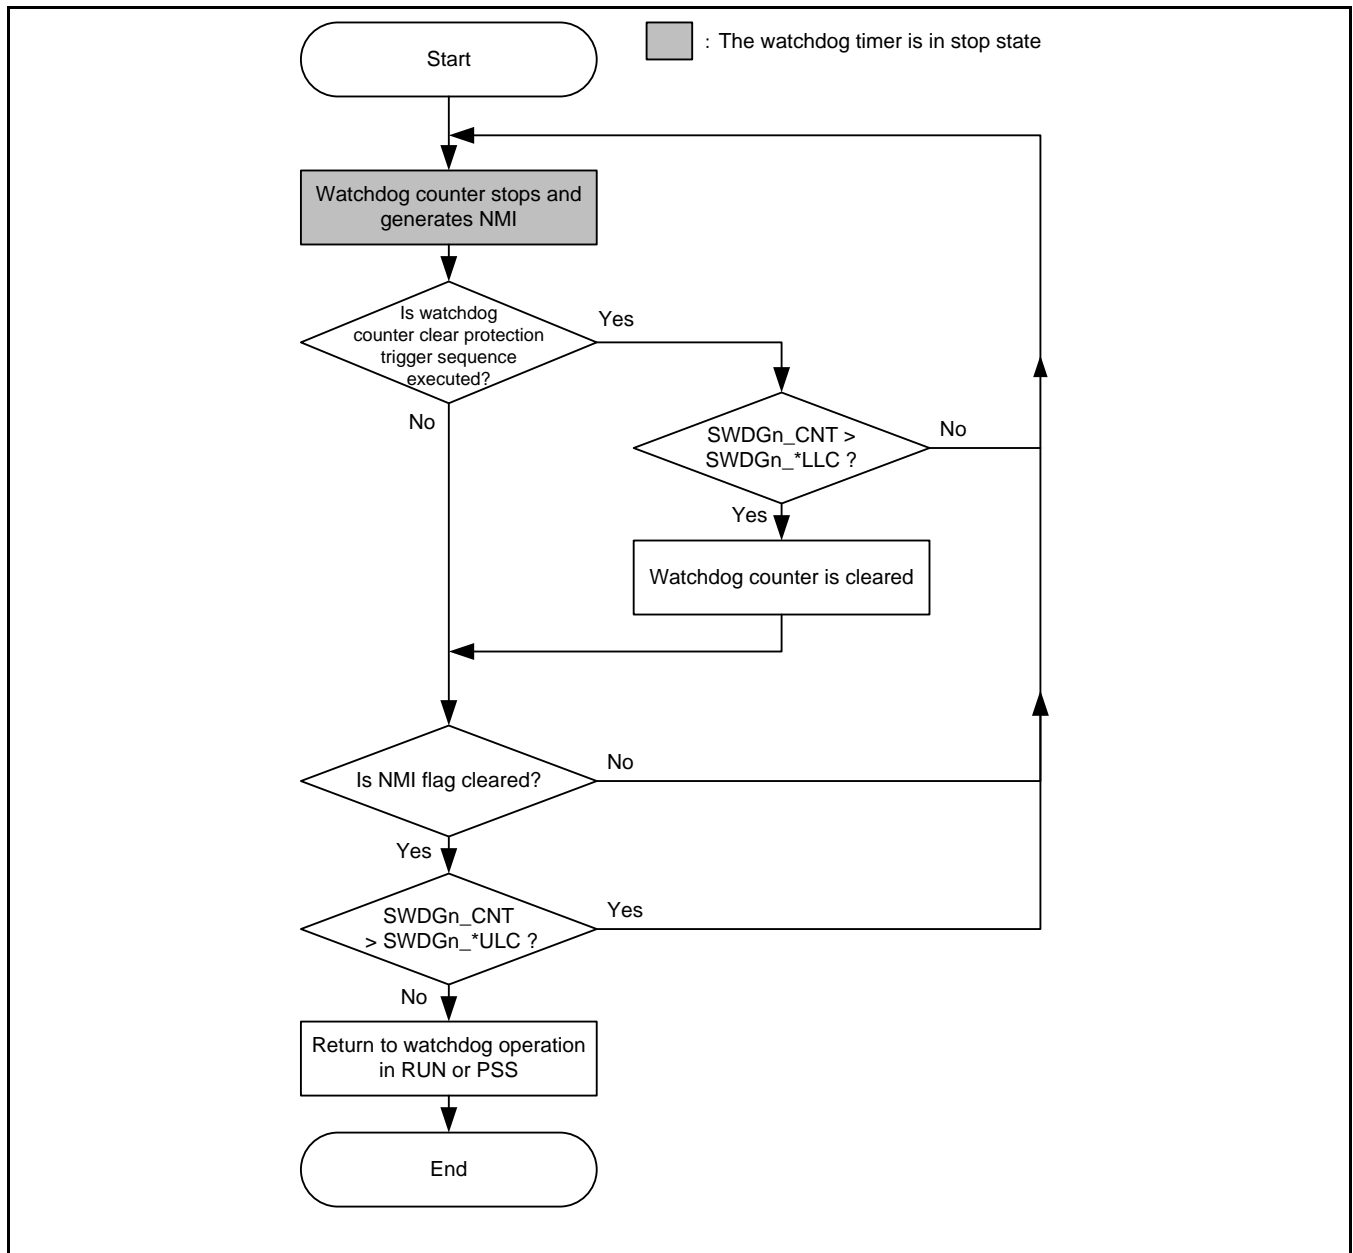 Start
: The watchdog timer is in stop state
Watchdog counter stops and
generates NMI
Is watchdog
counter clear protection
trigger sequence
executed?
Yes
No
SWDGn_CNT >
SWDGn_*LLC ?
No
Yes
Watchdog counter is cleared
Is NMI flag cleared?
No
Yes
SWDGn_CNT
> SWDGn_*ULC ?
Yes
No
Return to watchdog operation
in RUN or PSS
End